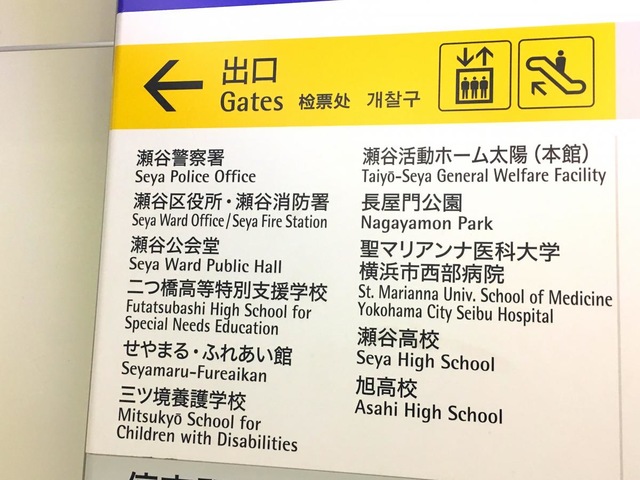 出口
Gates 检票处 개찰구
瀬谷警察署
Seya Police Office
瀬谷区役所・瀬谷消防署
Seya Ward Office/Seya Fire Station
瀬谷公会堂
Seya Ward Public Hall
二つ橋高等特別支援学校
Futatsubashi High School for
Special Needs Education
せやまる・ふれあい館
Seyamaru-Fureaikan
三ツ境養護学校
Mitsukyō School for
Children with Disabilities
瀬谷活動ホーム太陽（本館）
Taiyō-Seya General Welfare Facility
長屋門公園
Nagayamon Park
聖マリアンナ医科大学
横浜市西部病院
St. Marianna Univ. School of Medicine
Yokohama City Seibu Hospital
瀬谷高校
Seya High School
旭高校
Asahi High School